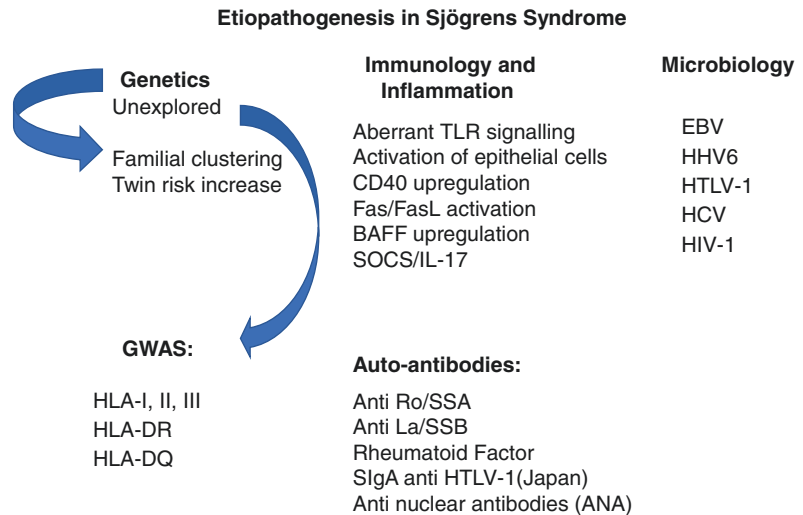 Etiopathogenesis in Sjögrens Syndrome
Genetics
Unexplored
Familial clustering
Twin risk increase
Immunology and
Inflammation
Aberrant TLR signalling
Activation of epithelial cells
CD40 upregulation
Fas/FasL activation
BAFF upregulation
SOCS/IL-17
Microbiology
EBV
HHV6
HTLV-1
HCV
HIV-1
GWAS:
HLA-I, II, III
HLA-DR
HLA-DQ
Auto-antibodies:
Anti Ro/SSA
Anti La/SSB
Rheumatoid Factor
SIgA anti HTLV-1(Japan)
Anti nuclear antibodies (ANA)